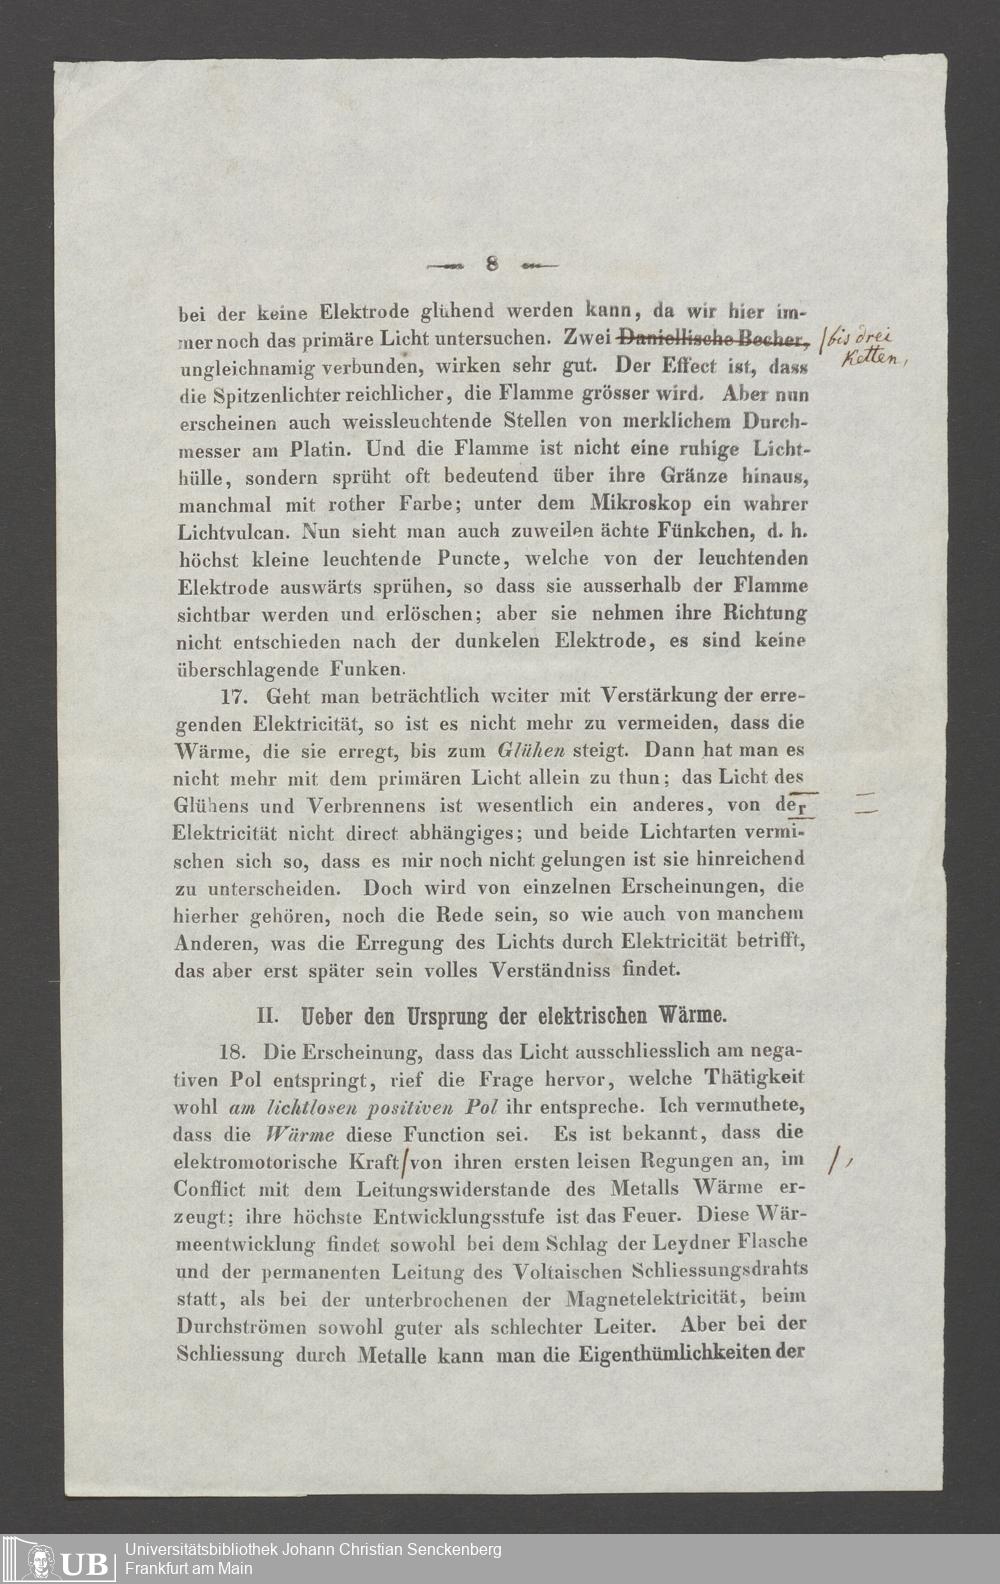 — 8 —
bei der keine Elektrode glühend werden kann, da wir hier im-
mer noch das primäre Licht untersuchen. Zwei Daniellische Becher, /bis drei
Ketten,
ungleichnamig verbunden, wirken sehr gut. Der Effect ist, dass
die Spitzenlichter reichlicher, die Flamme grösser wird. Aber nun
erscheinen auch weissleuchtende Stellen von merklichem Durch-
messer am Platin. Und die Flamme ist nicht eine ruhige Licht-
hülle, sondern sprüht oft bedeutend über ihre Gränze hinaus,
manchmal mit rother Farbe; unter dem Mikroskop ein wahrer
Lichtvulcan. Nun sieht man auch zuweilen ächte Fünkchen, d. h.
höchst kleine leuchtende Puncte, welche von der leuchtenden
Elektrode auswärts sprühen, so dass sie ausserhalb der Flamme
sichtbar werden und erlöschen; aber sie nehmen ihre Richtung
nicht entschieden nach der dunkelen Elektrode, es sind keine
überschlagende Funken.
17. Geht man beträchtlich weiter mit Verstärkung der erre-
genden Elektricität, so ist es nicht mehr zu vermeiden, dass die
Wärme, die sie erregt, bis zum Glühen steigt. Dann hat man es
nicht mehr mit dem primären Licht allein zu thun; das Licht des
Glühens und Verbrennens ist wesentlich ein anderes, von der =
Elektricität nicht direct abhängiges; und beide Lichtarten vermi-
schen sich so, dass es mir noch nicht gelungen ist sie hinreichend
zu unterscheiden. Doch wird von einzelnen Erscheinungen, die
hierher gehören, noch die Rede sein, so wie auch von manchem
Anderen, was die Erregung des Lichts durch Elektricität betrifft,
das aber erst später sein volles Verständniss findet.
II. Ueber den Ursprung der elektrischen Wärme.
18. Die Erscheinung, dass das Licht ausschliesslich am nega-
tiven Pol entspringt, rief die Frage hervor, welche Thätigkeit
wohl am lichtlosen positiven Pol ihr entspreche. Ich vermuthete,
dass die Wärme diese Function sei. Es ist bekannt, dass die
elektromotorische Kraft/von ihren ersten leisen Regungen an, im /,
Conflict mit dem Leitungswiderstande des Metalls Wärme er-
zeugt; ihre höchste Entwicklungsstufe ist das Feuer. Diese Wär-
meentwicklung findet sowohl bei dem Schlag der Leydner Flasche
und der permanenten Leitung des Voltaischen Schliessungsdrahts
statt, als bei der unterbrochenen der Magnetelektricität, beim
Durchströmen sowohl guter als schlechter Leiter. Aber bei der
Schliessung durch Metalle kann man die Eigenthümlichkeiten der
UB
Universitätsbibliothek Johann Christian Senckenberg
Frankfurt am Main